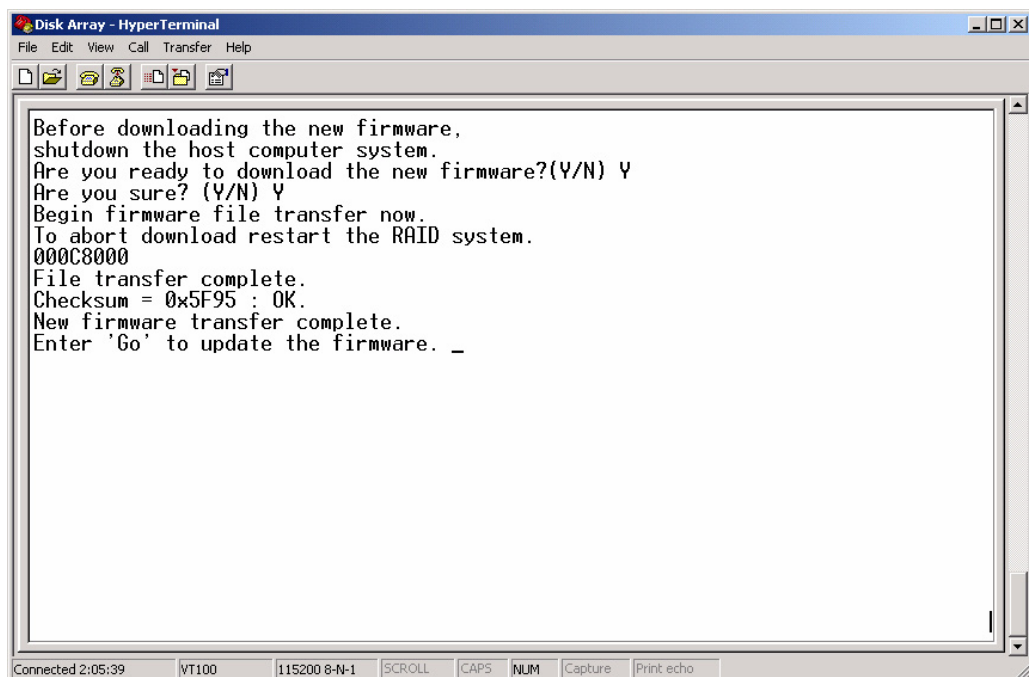 Disk Array - HyperTerminal
File Edit View Call Transfer Help
Before downloading the new firmware,
shutdown the host computer system.
Are you ready to download the new firmware?(Y/N) Y
Are you sure? (Y/N) Y
Begin firmware file transfer now.
To abort download restart the RAID system.
000C8000
File transfer complete.
Checksum = 0x5F95 : OK.
New firmware transfer complete.
Enter 'Go' to update the firmware. _
Connected 2:05:39 VT100 115200 8-N-1 SCROLL CAPS NUM Capture Print echo